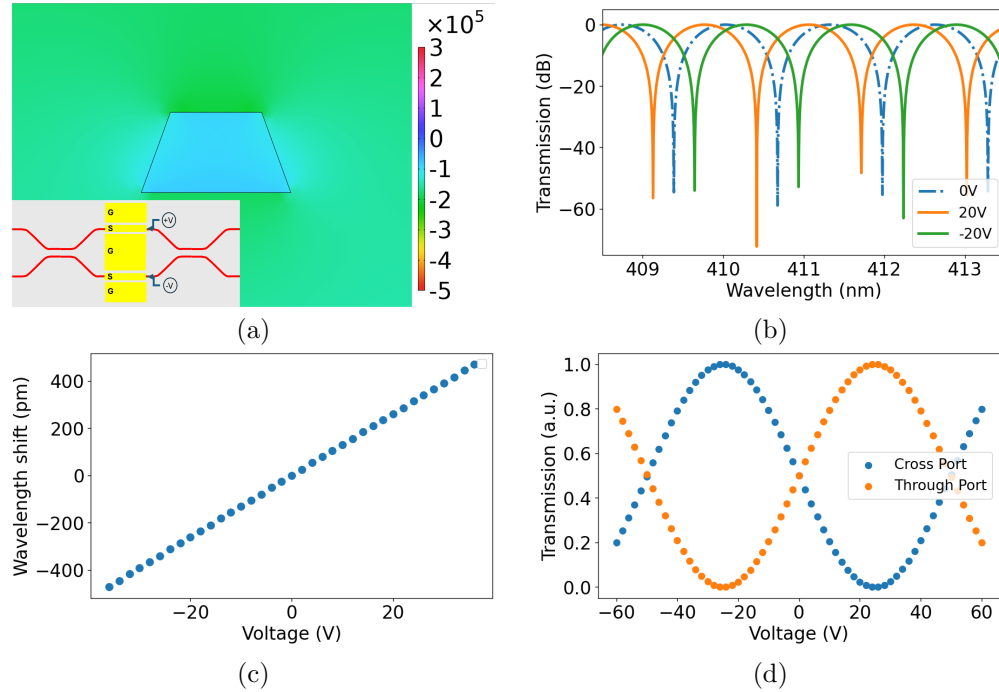 ×10⁵
3
2
1
0
-1
-2
-3
-4
-5
G
S
+V
G
S
-V
G
(a)
Transmission (dB)
0
−20
−40
−60
0V
20V
-20V
409 410 411 412 413
Wavelength (nm)
(b)
Wavelength shift (pm)
400
200
0
−200
−400
−20 0 20
Voltage (V)
(c)
Transmission (a.u.)
1.0
0.8
0.6
0.4
0.2
0.0
Cross Port
Through Port
−60 −40 −20 0 20 40 60
Voltage (V)
(d)